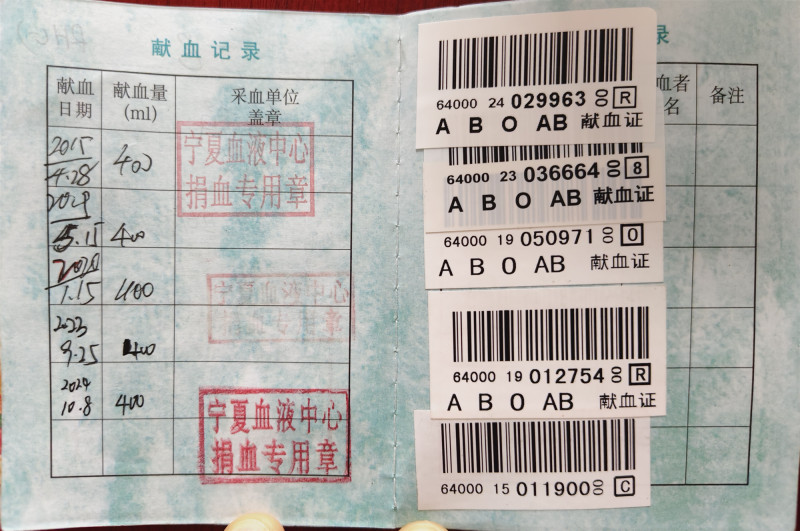 献血记录
献血日期 献血量(ml) 采血单位盖章
2015
4.28 400
宁夏血液中心
捐血专用章
2019
5.15 400
2020
1.15 400
宁夏血液中心
捐血专用章
2023
9.25 400
2024
10.8 400
宁夏血液中心
捐血专用章
录
血者名 备注
64000 24 029963 00 R
A B O AB 献血证
64000 23 036664 00 8
A B O AB 献血证
64000 19 050971 00 0
A B O AB 献血证
64000 19 012754 00 R
A B O AB 献血证
64000 15 011900 00 C